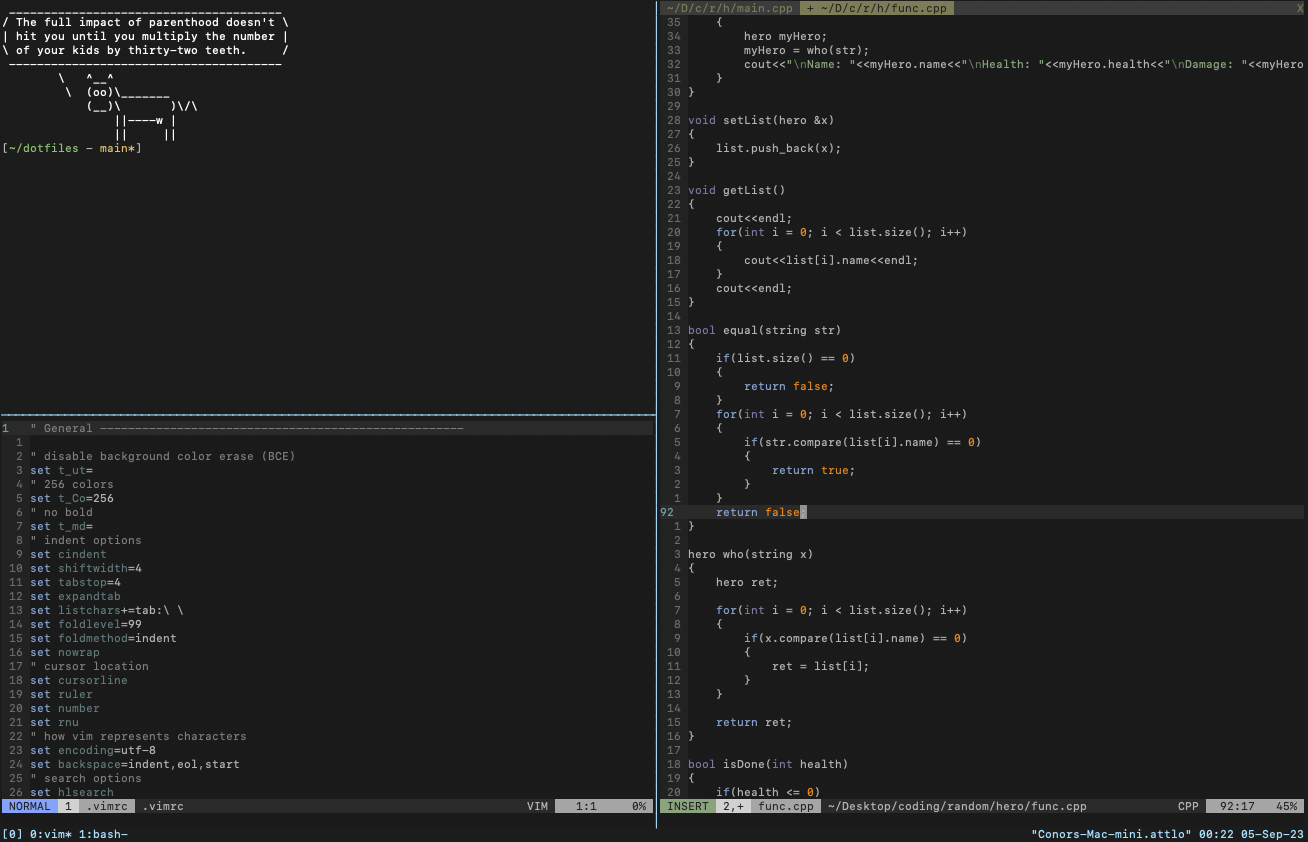 _______________________________________
/ The full impact of parenthood doesn't \
| hit you until you multiply the number |
\ of your kids by thirty-two teeth.     /
 ---------------------------------------
        \   ^__^
         \  (oo)\_______
            (__)\       )\/\
                ||----w |
                ||     ||
[~/dotfiles - main*]
1   " General ----------------------------------------------------
  1
  2 " disable background color erase (BCE)
  3 set t_ut=
  4 " 256 colors
  5 set t_Co=256
  6 " no bold
  7 set t_md=
  8 " indent options
  9 set cindent
 10 set shiftwidth=4
 11 set tabstop=4
 12 set expandtab
 13 set listchars+=tab:\ \
 14 set foldlevel=99
 15 set foldmethod=indent
 16 set nowrap
 17 " cursor location
 18 set cursorline
 19 set ruler
 20 set number
 21 set rnu
 22 " how vim represents characters
 23 set encoding=utf-8
 24 set backspace=indent,eol,start
 25 " search options
 26 set hlsearch
NORMAL 1 .vimrc .vimrc VIM 1:1 0%
~/D/c/r/h/main.cpp + ~/D/c/r/h/func.cpp X
 35     {
 34         hero myHero;
 33         myHero = who(str);
 32         cout<<"\nName: "<<myHero.name<<"\nHealth: "<<myHero.health<<"\nDamage: "<<myHero
 31     }
 30 }
 29
 28 void setList(hero &x)
 27 {
 26     list.push_back(x);
 25 }
 24
 23 void getList()
 22 {
 21     cout<<endl;
 20     for(int i = 0; i < list.size(); i++)
 19     {
 18         cout<<list[i].name<<endl;
 17     }
 16     cout<<endl;
 15 }
 14
 13 bool equal(string str)
 12 {
 11     if(list.size() == 0)
 10     {
  9         return false;
  8     }
  7     for(int i = 0; i < list.size(); i++)
  6     {
  5         if(str.compare(list[i].name) == 0)
  4         {
  3             return true;
  2         }
  1     }
92      return false;
  1 }
  2
  3 hero who(string x)
  4 {
  5     hero ret;
  6
  7     for(int i = 0; i < list.size(); i++)
  8     {
  9         if(x.compare(list[i].name) == 0)
 10         {
 11             ret = list[i];
 12         }
 13     }
 14
 15     return ret;
 16 }
 17
 18 bool isDone(int health)
 19 {
 20     if(health <= 0)
INSERT 2,+ func.cpp ~/Desktop/coding/random/hero/func.cpp CPP 92:17 45%
[0] 0:vim* 1:bash- "Conors-Mac-mini.attlo" 00:22 05-Sep-23